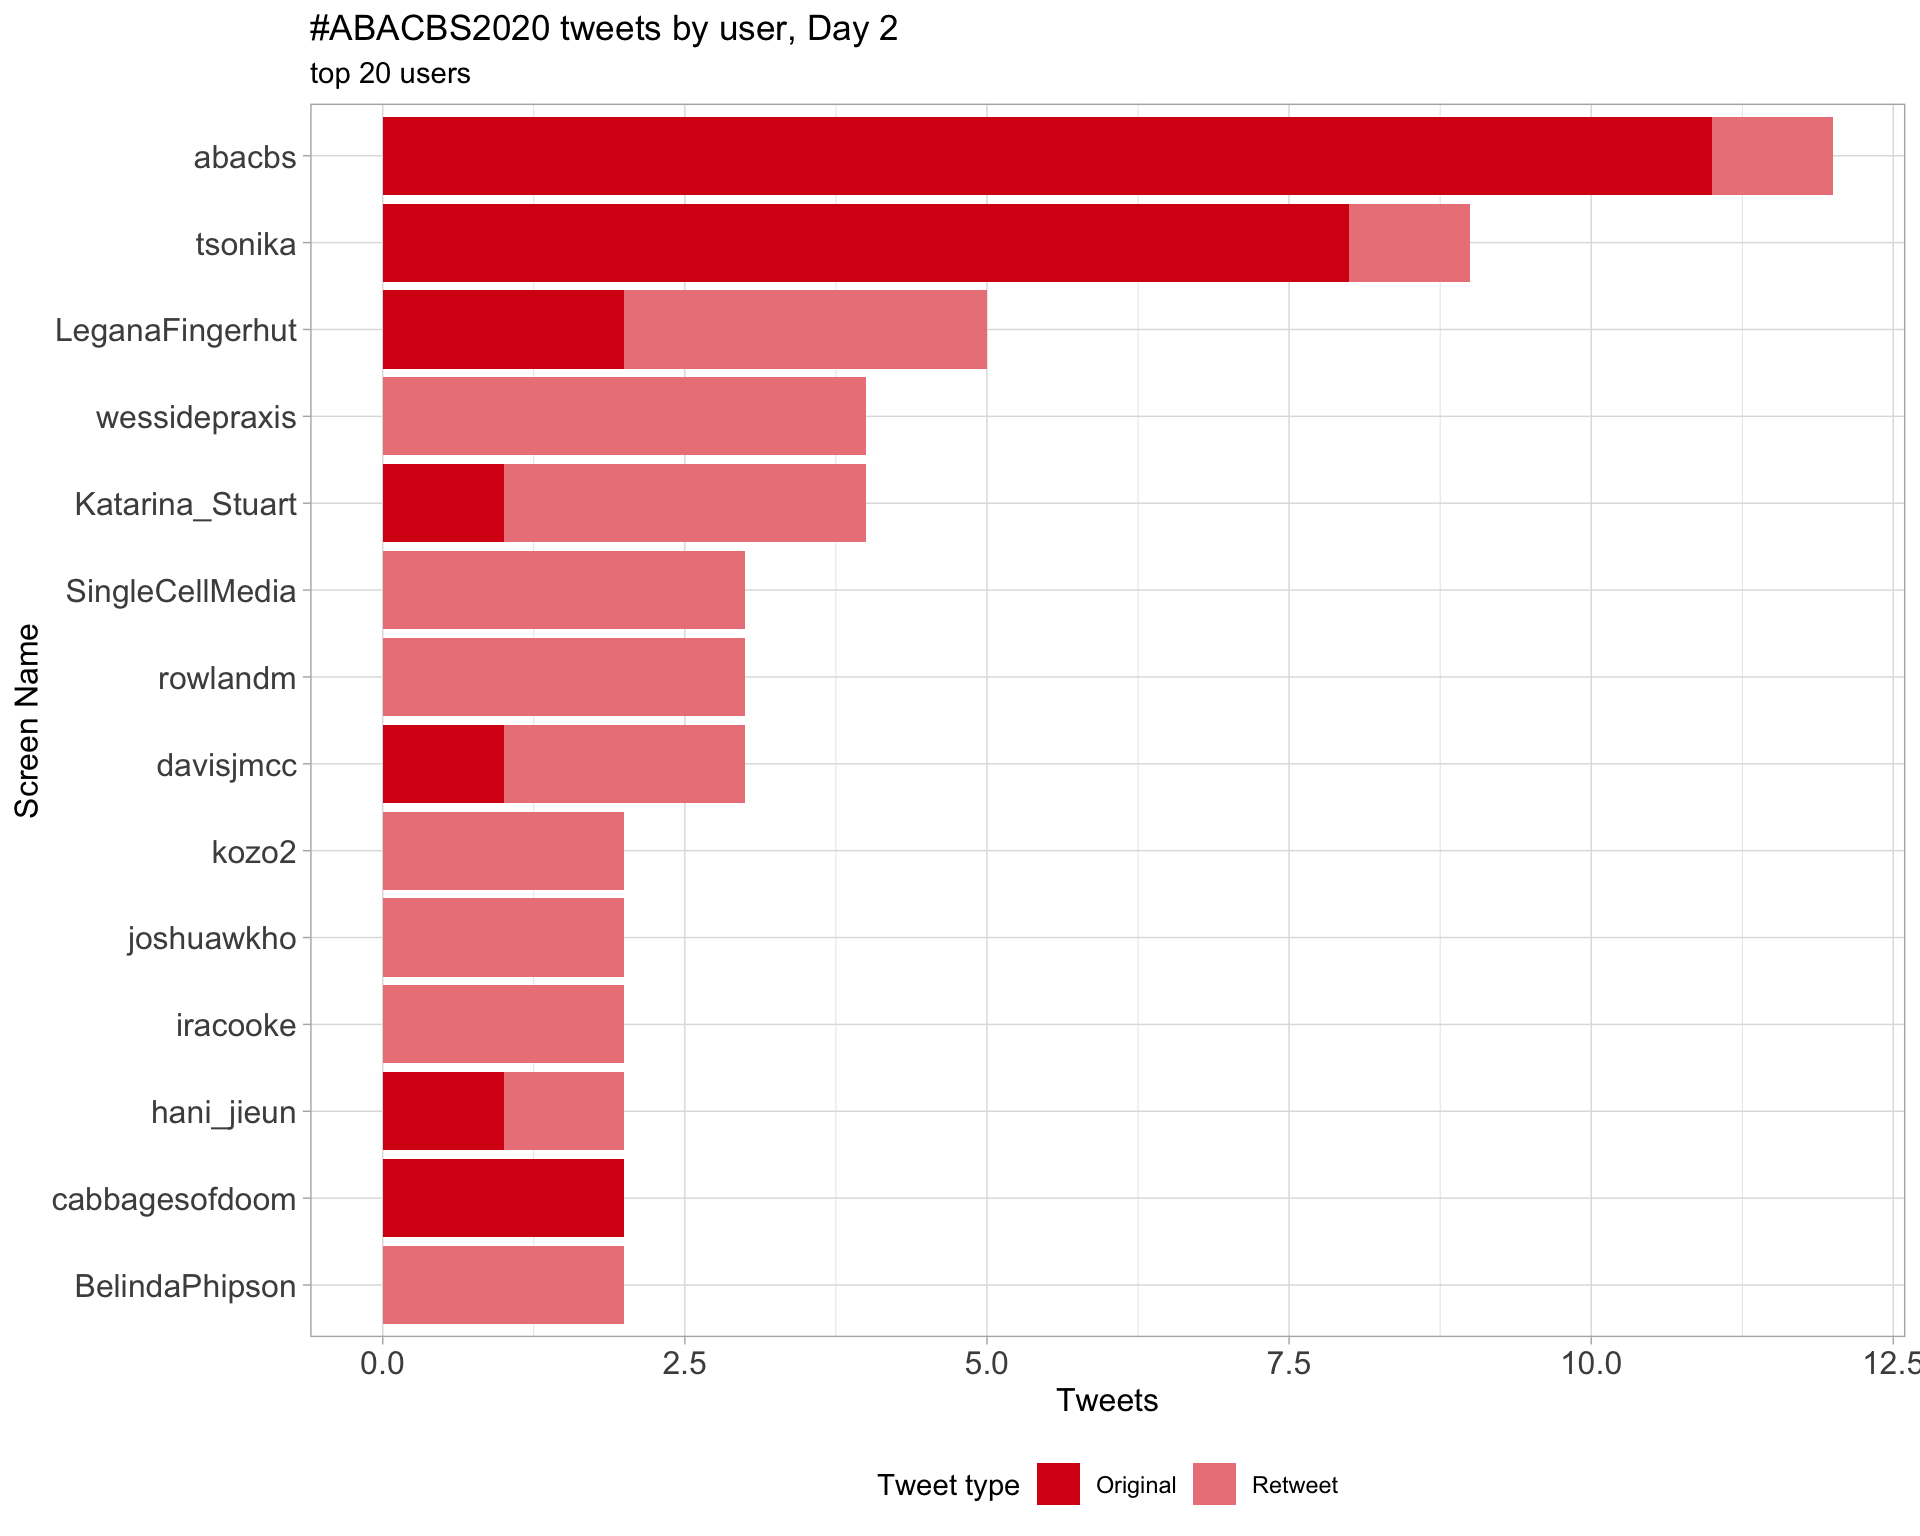 #ABACBS2020 tweets by user, Day 2
top 20 users
Screen Name
abacbs
tsonika
LeganaFingerhut
wessidepraxis
Katarina_Stuart
SingleCellMedia
rowlandm
davisjmcc
kozo2
joshuawkho
iracooke
hani_jieun
cabbagesofdoom
BelindaPhipson
0.0 2.5 5.0 7.5 10.0 12.5
Tweets
Tweet type Original Retweet